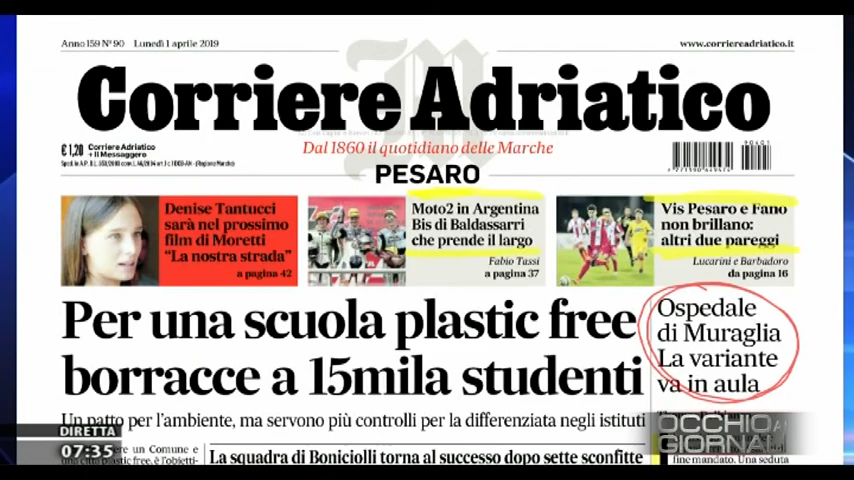 Anno 159 N° 90 Lunedì 1 aprile 2019
www.corriereadriatico.it
Corriere Adriatico
€ 1,20 Corriere Adriatico
+ Il Messaggero
Dal 1860 il quotidiano delle Marche
PESARO
Denise Tantucci
sarà nel prossimo
film di Moretti
“La nostra strada”
a pagina 42
Moto2 in Argentina
Bis di Baldassarri
che prende il largo
Fabio Tassi
a pagina 37
Vis Pesaro e Fano
non brillano:
altri due pareggi
Lucarini e Barbadoro
da pagina 16
Per una scuola plastic free
borracce a 15mila studenti
Un patto per l’ambiente, ma servono più controlli per la differenziata negli istituti
Ospedale
di Muraglia
La variante
va in aula
La squadra di Boniciolli torna al successo dopo sette sconfitte
fine mandato. Una seduta
OCCHIO AI
GIORNALI
DIRETTA
07:35